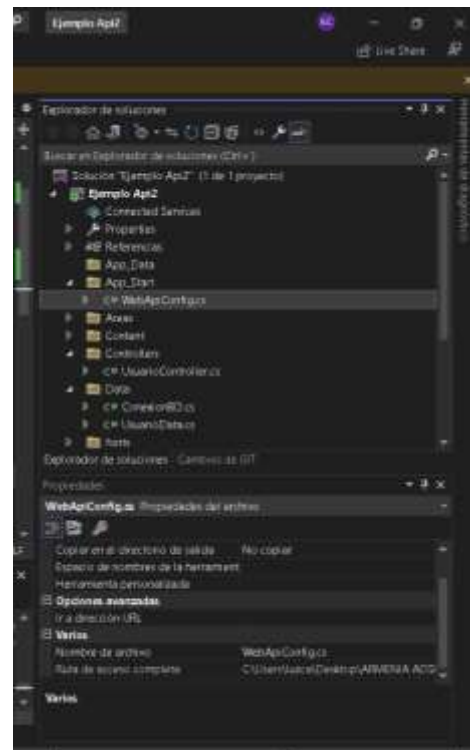 Ejemplo Api2
Live Share
Explorador de soluciones
Buscar en Explorador de soluciones (Ctrl+)
Solución "Ejemplo Api2" (1 de 1 proyecto)
Ejemplo Api2
Connected Services
Properties
Referencias
App_Data
App_Start
C# WebApiConfig.cs
Areas
Content
Controllers
C# UsuarioController.cs
Data
C# ConexionBD.cs
C# UsuarioData.cs
fonts
Explorador de soluciones Cambios de GIT
Propiedades
WebApiConfig.cs Propiedades del archivo
Copiar en el directorio de salida No copiar
Espacio de nombres de la herrament
Herramienta personalizada
Opciones avanzadas
Ir a dirección URL
Varios
Nombre de archivo WebApiConfig.cs
Ruta de acceso completa
Varios